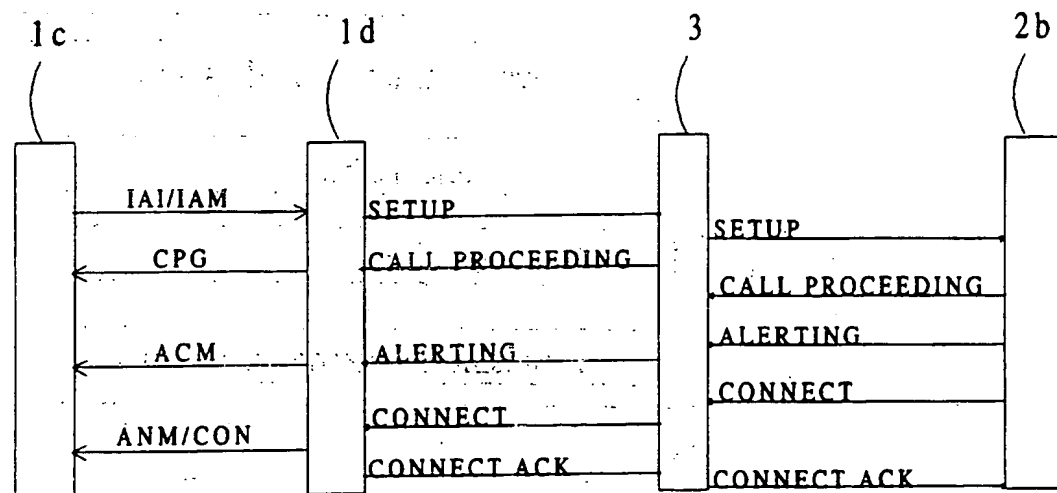 1c
1d
3
2b
IAI/IAM
SETUP
SETUP
CPG
CALL PROCEEDING
CALL PROCEEDING
ALERTING
ACM
ALERTING
CONNECT
CONNECT
ANM/CON
CONNECT ACK
CONNECT ACK